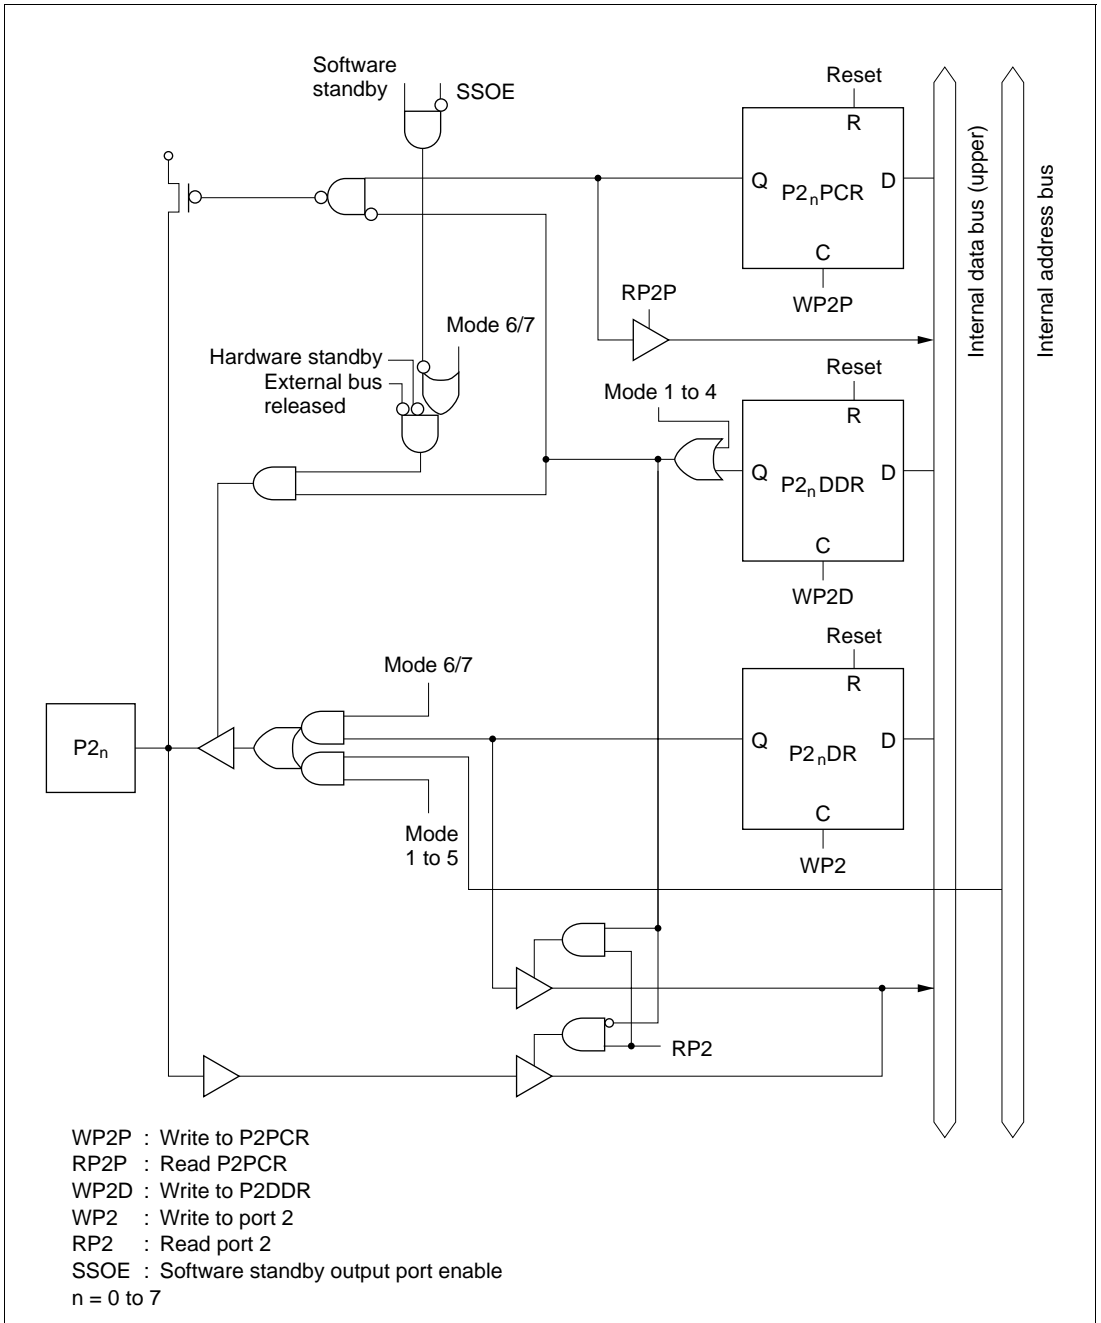 Software
standby
SSOE
Reset
R
Q
P2nPCR
D
C
WP2P
RP2P
Internal data bus (upper)
Internal address bus
Mode 6/7
Hardware standby
External bus
released
Reset
Mode 1 to 4
R
Q
P2nDDR
D
C
WP2D
Reset
Mode 6/7
R
P2n
Q
P2nDR
D
C
Mode
1 to 5
WP2
RP2
WP2P : Write to P2PCR
RP2P : Read P2PCR
WP2D : Write to P2DDR
WP2 : Write to port 2
RP2 : Read port 2
SSOE : Software standby output port enable
n = 0 to 7